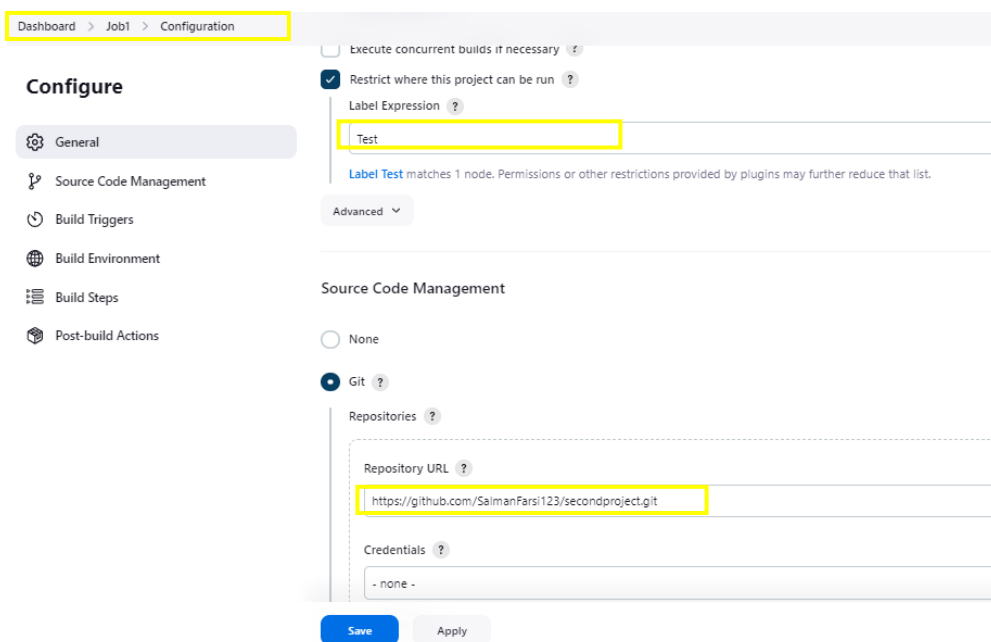 Dashboard > Job1 > Configuration
Configure
General
Source Code Management
Build Triggers
Build Environment
Build Steps
Post-build Actions
Execute concurrent builds if necessary ?
Restrict where this project can be run ?
Label Expression ?
Test
Label Test matches 1 node. Permissions or other restrictions provided by plugins may further reduce that list.
Advanced
Source Code Management
None
Git ?
Repositories ?
Repository URL ?
https://github.com/SalmanFarsi123/secondproject.git
Credentials ?
- none -
Save Apply